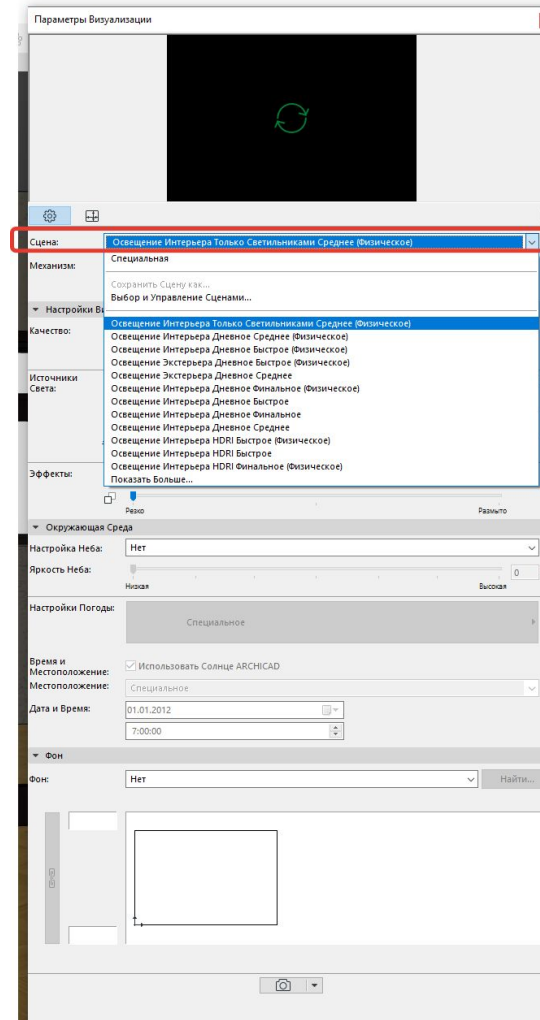 Параметры Визуализации
Сцена:
Освещение Интерьера Только Светильниками Среднее (Физическое)
Механизм:
Специальная
Сохранить Сцену как...
Выбор и Управление Сценами...
Настройки
Качество:
Освещение Интерьера Только Светильниками Среднее (Физическое)
Освещение Интерьера Дневное Среднее (Физическое)
Освещение Интерьера Дневное Быстрое (Физическое)
Освещение Экстерьера Дневное Быстрое (Физическое)
Освещение Экстерьера Дневное Среднее
Источники
Света:
Освещение Интерьера Дневное Финальное (Физическое)
Освещение Интерьера Дневное Быстрое
Освещение Интерьера Дневное Финальное
Освещение Интерьера Дневное Среднее
Освещение Интерьера HDRI Быстрое (Физическое)
Освещение Интерьера HDRI Быстрое
Освещение Интерьера HDRI Финальное (Физическое)
Эффекты:
Показать Больше...
Резко Размыто
Окружающая Среда
Настройка Неба: Нет
Яркость Неба: 0
Низкая Высокая
Настройки Погоды:
Специальное
Время и
Местоположение:
Использовать Солнце ARCHICAD
Местоположение: Специальное
Дата и Время: 01.01.2012
7:00:00
Фон
Фон: Нет Найти...